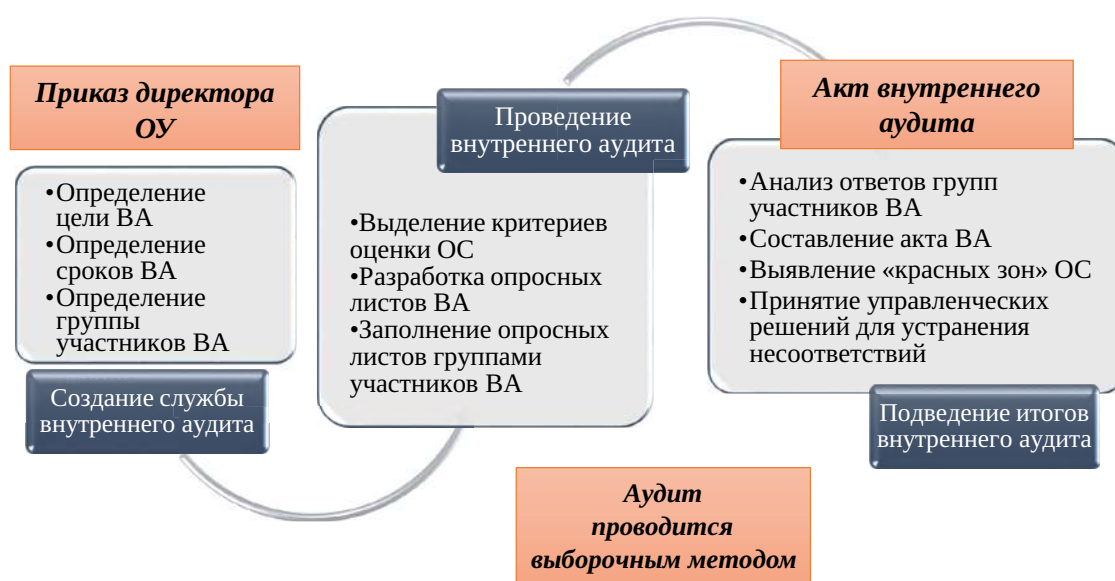 Приказ директора
ОУ
•Определение
цели ВА
•Определение
сроков ВА
•Определение
группы
участников ВА
Создание службы
внутреннего аудита
Проведение
внутреннего аудита
•Выделение критериев
оценки ОС
•Разработка опросных
листов ВА
•Заполнение опросных
листов группами
участников ВА
Аудит
проводится
выборочным методом
Акт внутреннего
аудита
•Анализ ответов групп
участников ВА
•Составление акта ВА
•Выявление «красных зон» ОС
•Принятие управленческих
решений для устранения
несоответствий
Подведение итогов
внутреннего аудита